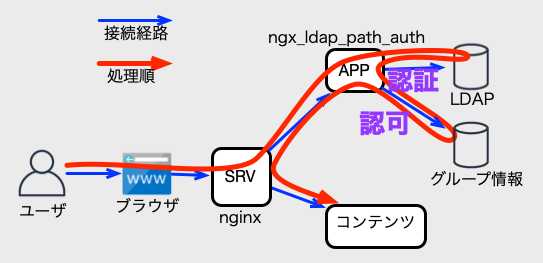 接続経路
処理順
ngx_ldap_path_auth
APP
認証
LDAP
認可
グループ情報
SRV
nginx
www
ブラウザ
ユーザ
コンテンツ